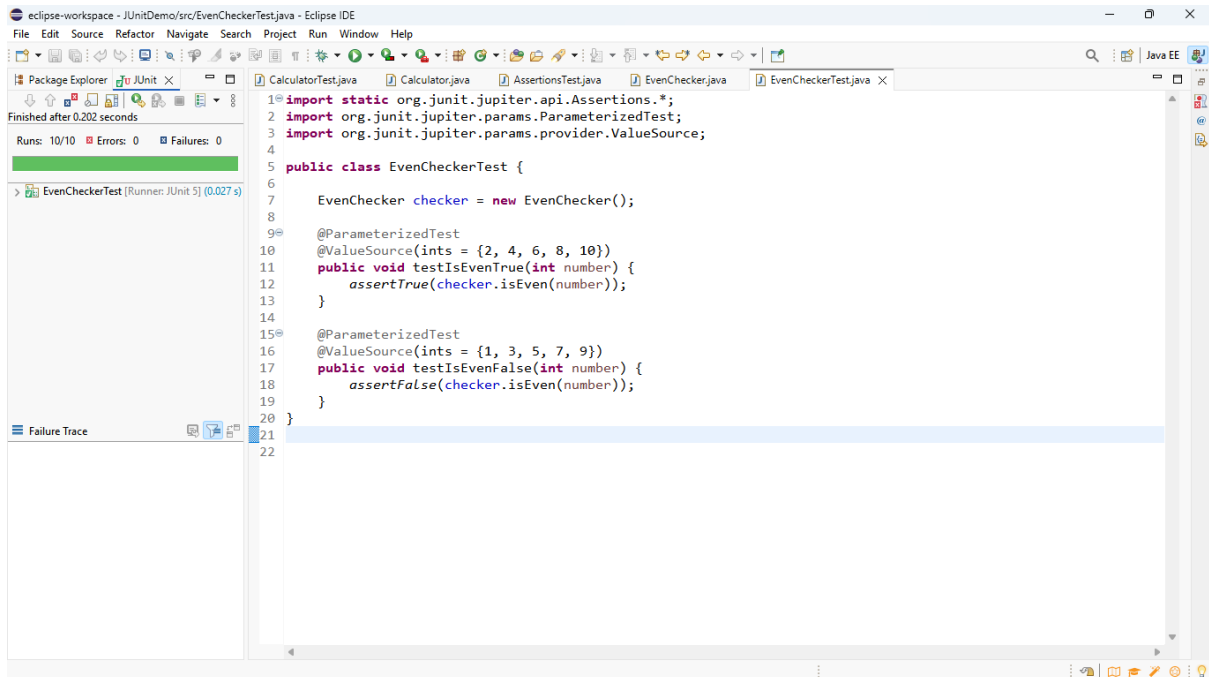 eclipse-workspace - JUnitDemo/src/EvenCheckerTest.java - Eclipse IDE
File Edit Source Refactor Navigate Search Project Run Window Help
Java EE
Package Explorer JUnit
CalculatorTest.java Calculator.java AssertionsTest.java EvenChecker.java EvenCheckerTest.java
Finished after 0.202 seconds
Runs: 10/10 Errors: 0 Failures: 0
EvenCheckerTest [Runner: JUnit 5] (0.027 s)
Failure Trace
1 import static org.junit.jupiter.api.Assertions.*;
2 import org.junit.jupiter.params.ParameterizedTest;
3 import org.junit.jupiter.params.provider.ValueSource;
4
5 public class EvenCheckerTest {
6
7     EvenChecker checker = new EvenChecker();
8
9     @ParameterizedTest
10     @ValueSource(ints = {2, 4, 6, 8, 10})
11     public void testIsEvenTrue(int number) {
12         assertTrue(checker.isEven(number));
13     }
14
15     @ParameterizedTest
16     @ValueSource(ints = {1, 3, 5, 7, 9})
17     public void testIsEvenFalse(int number) {
18         assertFalse(checker.isEven(number));
19     }
20 }
21
22